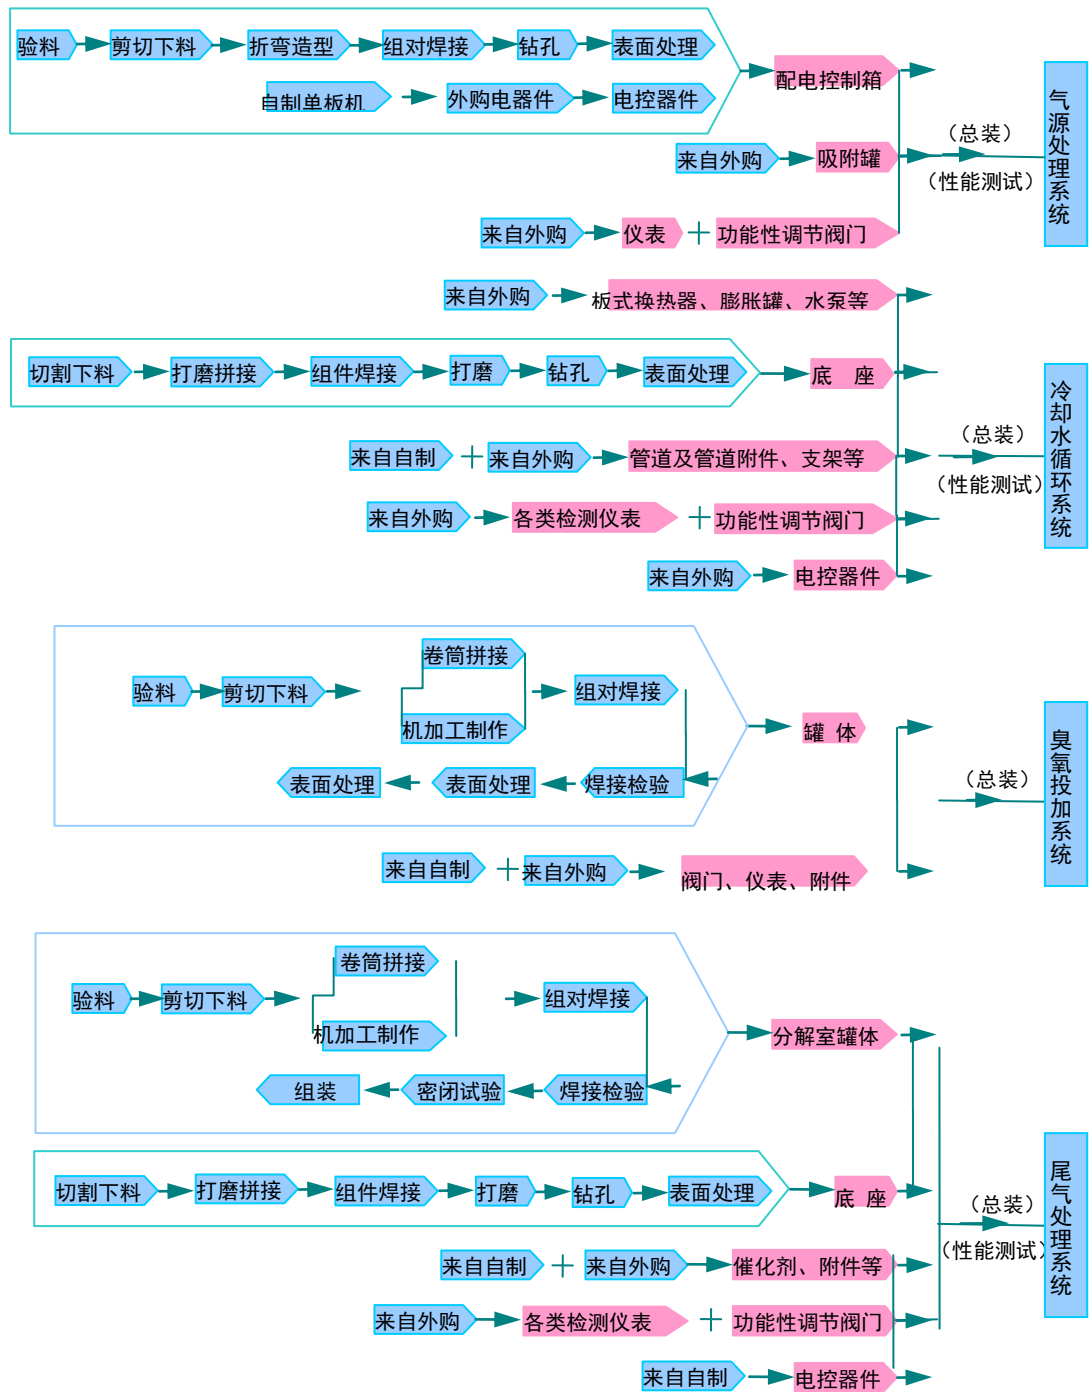 验料 剪切下料 折弯造型 组对焊接 钻孔 表面处理
配电控制箱
自制单板机 外购电器件 电控器件
（总装）
来自外购 吸附罐
（性能测试）
来自外购 仪表 功能性调节阀门
气源处理系统
来自外购 板式换热器、膨胀罐、水泵等
切割下料 打磨拼接 组件焊接 打磨 钻孔 表面处理 底 座
（总装）
来自自制 来自外购 管道及管道附件、支架等
（性能测试）
来自外购 各类检测仪表 功能性调节阀门
来自外购 电控器件
冷却水循环系统
卷筒拼接
验料 剪切下料 组对焊接
机加工制作 罐 体
表面处理 表面处理 焊接检验
（总装）
来自自制 来自外购 阀门、仪表、附件
臭氧投加系统
卷筒拼接
验料 剪切下料 组对焊接
机加工制作 分解室罐体
组装 密闭试验 焊接检验
切割下料 打磨拼接 组件焊接 打磨 钻孔 表面处理 底 座
（总装）
（性能测试）
来自自制 来自外购 催化剂、附件等
来自外购 各类检测仪表 功能性调节阀门
来自自制 电控器件
尾气处理系统